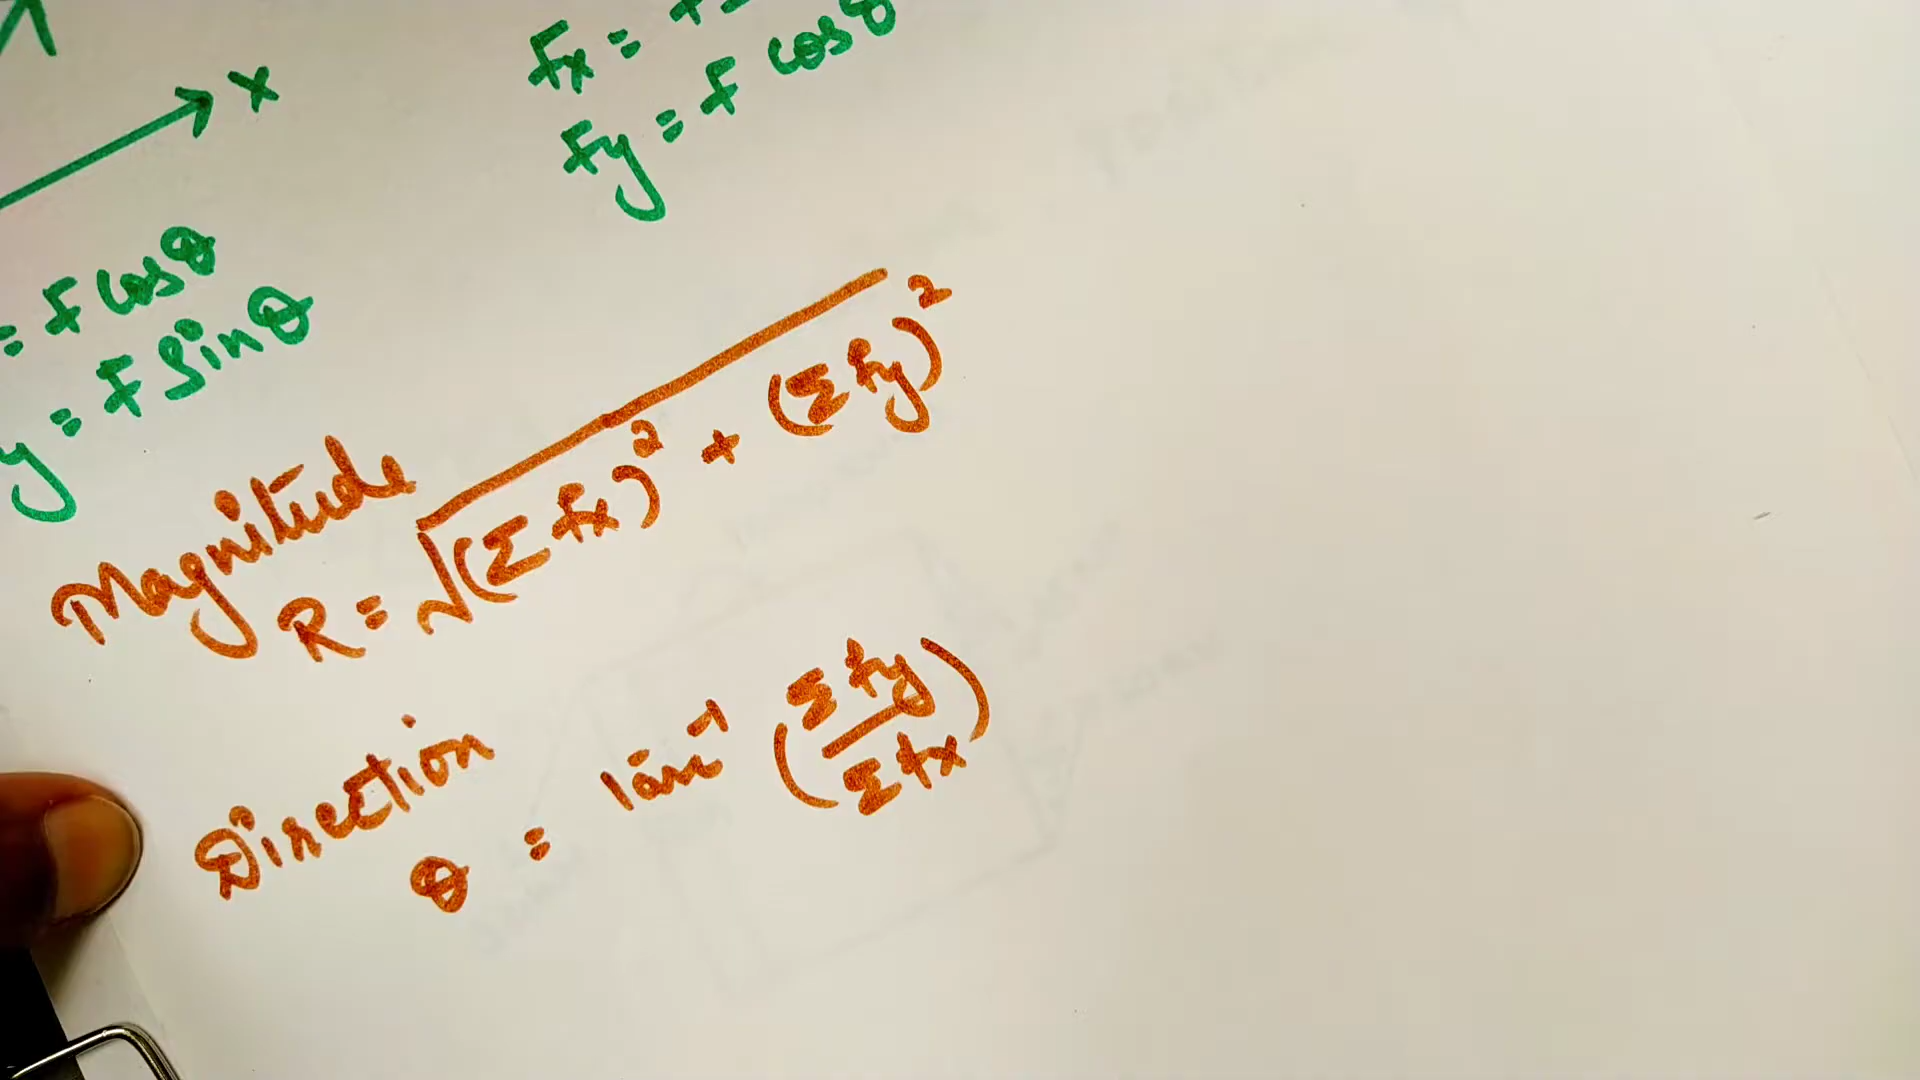 x
Fx =
Fy = F cosθ
= F cosθ
y = F sinθ
Magnitude
R = √(Σfx)² + (Σfy)²
Direction
θ = tan⁻¹ (Σfy/Σfx)